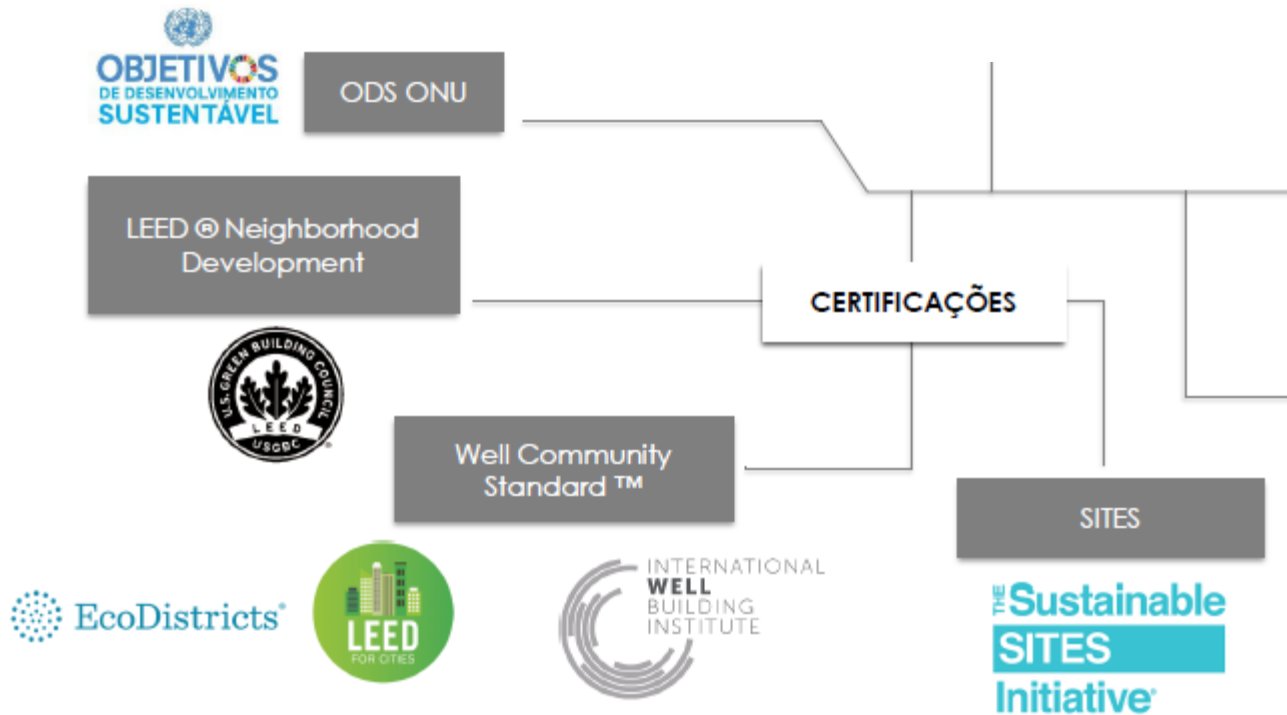 OBJETIVOS
DE DESENVOLVIMENTO
SUSTENTÁVEL
ODS ONU
LEED ® Neighborhood
Development
CERTIFICAÇÕES
U.S. GREEN BUILDING COUNCIL
LEED
USGBC
Well Community
Standard ™
SITES
EcoDistricts®
LEED
FOR CITIES
INTERNATIONAL
WELL
BUILDING
INSTITUTE
THE Sustainable
SITES
Initiative®